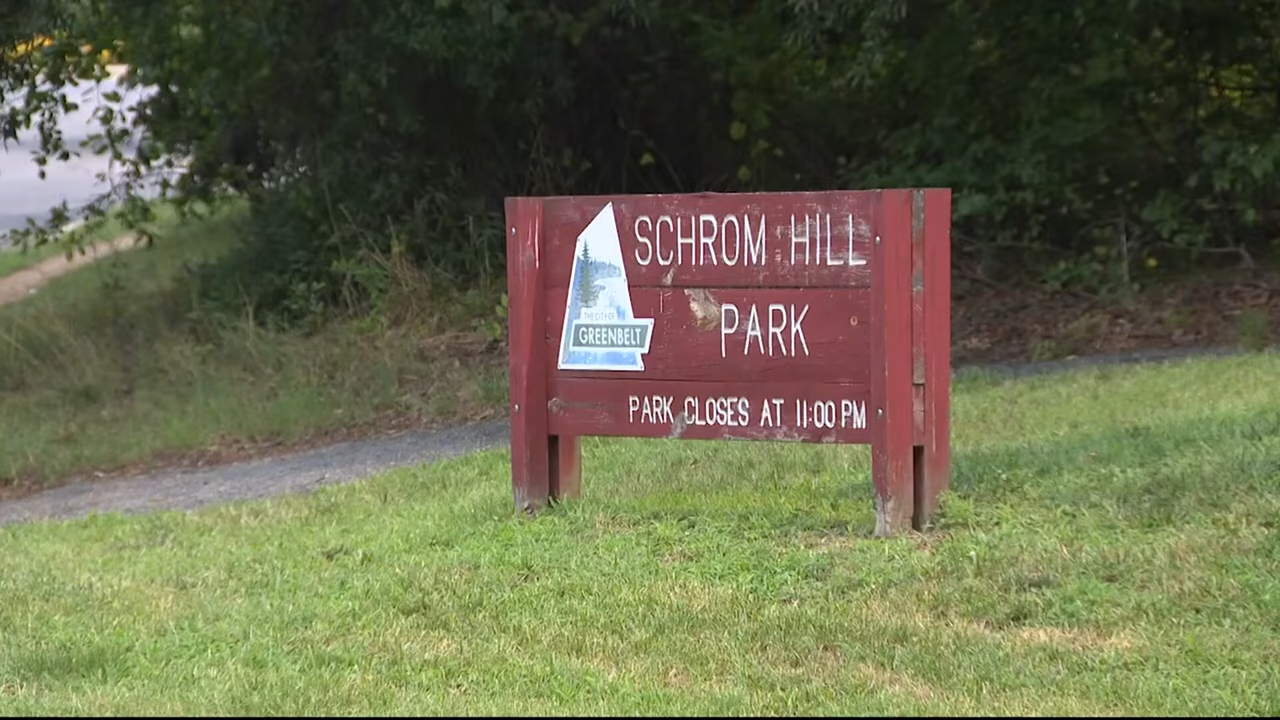 SCHROM HILL
PARK
THE CITY OF
GREENBELT
PARK CLOSES AT 11:00 PM